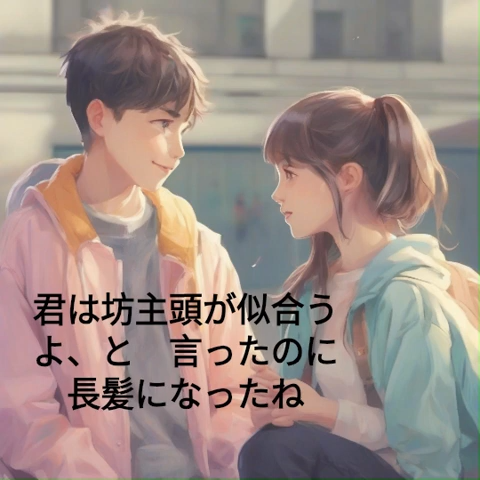 君は坊主頭が似合う
よ、と　言ったのに
長髪になったね